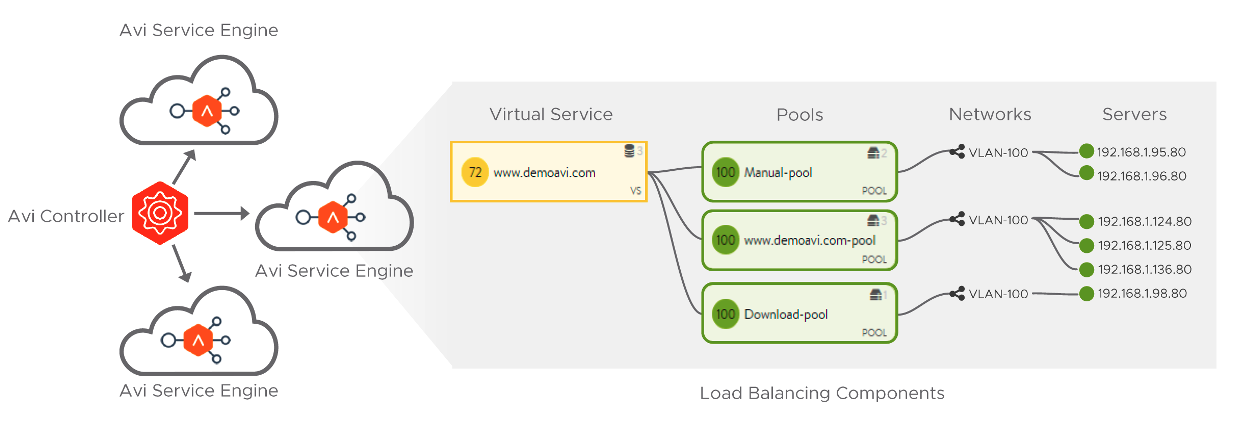 Avi Service Engine
Avi Controller
Avi Service Engine
Avi Service Engine
Virtual Service
Pools
Networks
Servers
3
72 www.demoavi.com
VS
2
100 Manual-pool
POOL
3
100 www.demoavi.com-pool
POOL
1
100 Download-pool
POOL
VLAN-100
VLAN-100
VLAN-100
192.168.1.95.80
192.168.1.96.80
192.168.1.124.80
192.168.1.125.80
192.168.1.136.80
192.168.1.98.80
Load Balancing Components